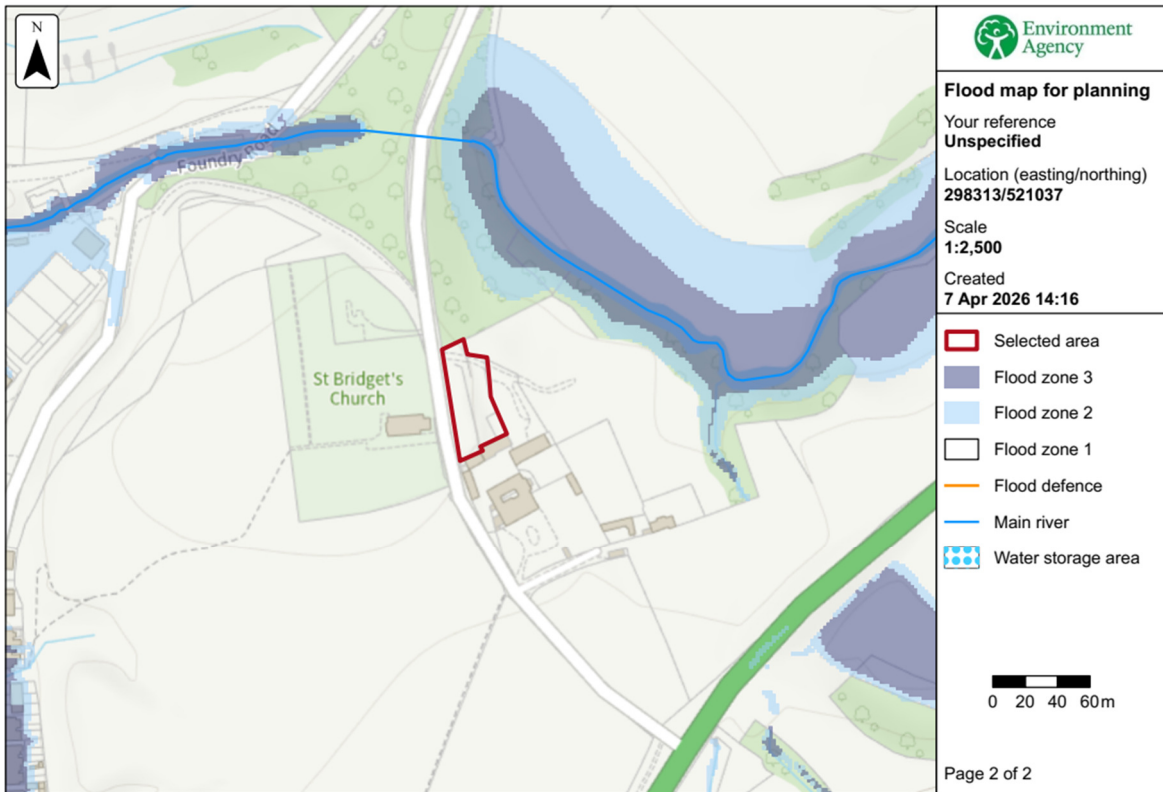 N
Foundry Road
St Bridget's
Church
Environment
Agency
Flood map for planning
Your reference
Unspecified
Location (easting/northing)
298313/521037
Scale
1:2,500
Created
7 Apr 2026 14:16
Selected area
Flood zone 3
Flood zone 2
Flood zone 1
Flood defence
Main river
Water storage area
0 20 40 60m
Page 2 of 2